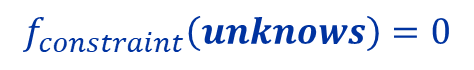 f_constraint(unknows) = 0